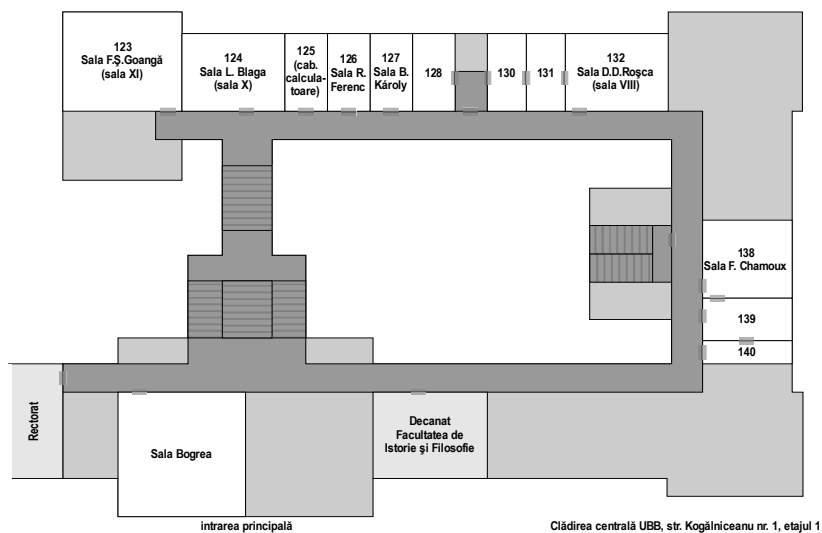 123
Sala F.Ş.Goangă
(sala XI)
124
Sala L. Blaga
(sala X)
125
(cab.
calcula-
toare)
126
Sala R.
Ferenc
127
Sala B.
Károly
128
130
131
132
Sala D.D.Roşca
(sala VIII)
138
Sala F. Chamoux
139
140
Rectorat
Sala Bogrea
Decanat
Facultatea de
Istorie şi Filosofie
intrarea principală
Clădirea centrală UBB, str. Kogălniceanu nr. 1, etajul 1